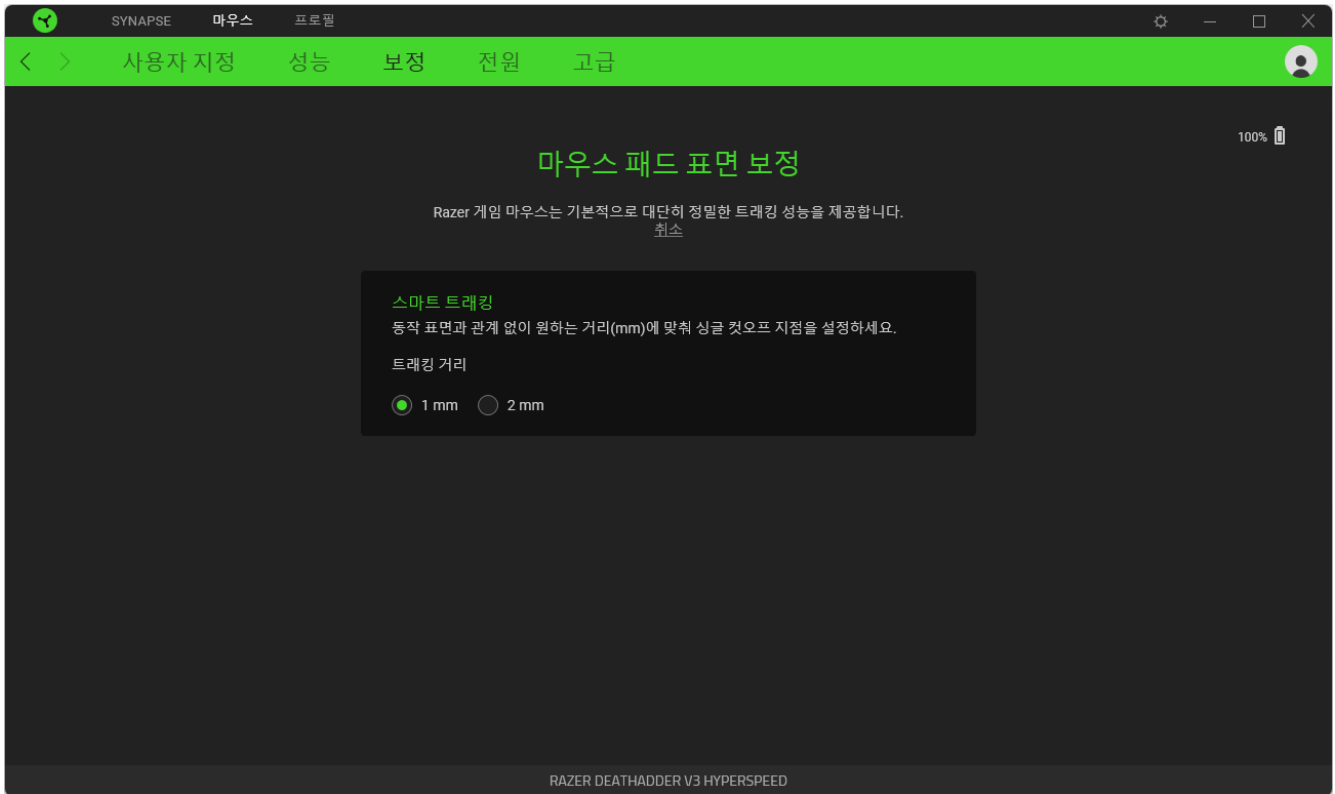 SYNAPSE 마우스 프로필
사용자 지정 성능 보정 전원 고급
100%
마우스 패드 표면 보정
Razer 게임 마우스는 기본적으로 대단히 정밀한 트래킹 성능을 제공합니다.
취소
스마트 트래킹
동작 표면과 관계 없이 원하는 거리(mm)에 맞춰 싱글 컷오프 지점을 설정하세요.
트래킹 거리
1 mm 2 mm
RAZER DEATHADDER V3 HYPERSPEED